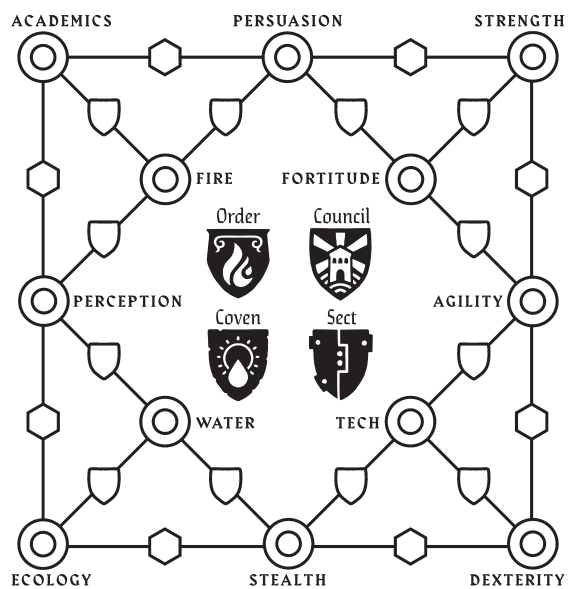 ACADEMICS
PERSUASION
STRENGTH
FIRE
FORTITUDE
Order
Council
PERCEPTION
AGILITY
Coven
Sect
WATER
TECH
ECOLOGY
STEALTH
DEXTERITY